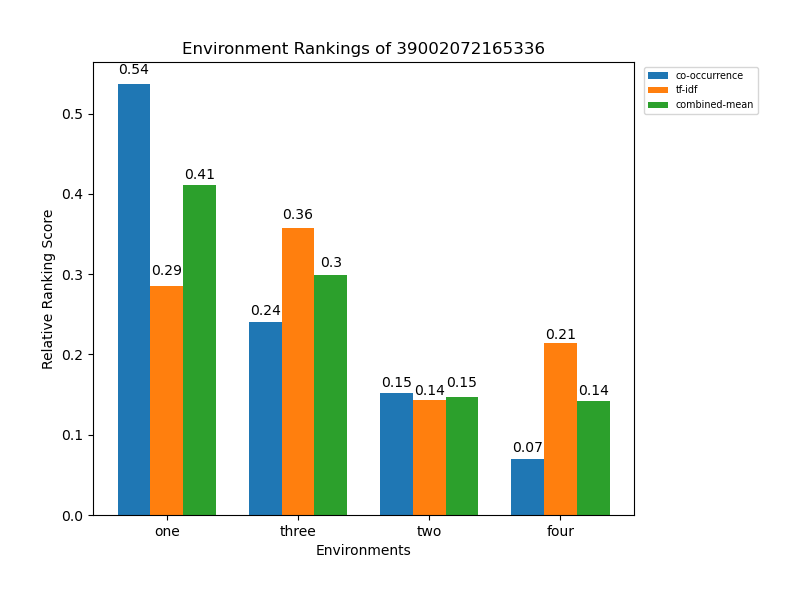 Environment Rankings of 39002072165336
co-occurrence
tf-idf
combined-mean
Relative Ranking Score
0.5
0.4
0.3
0.2
0.1
0.0
0.54
0.29
0.41
0.24
0.36
0.3
0.15
0.14
0.15
0.07
0.21
0.14
one three two four
Environments